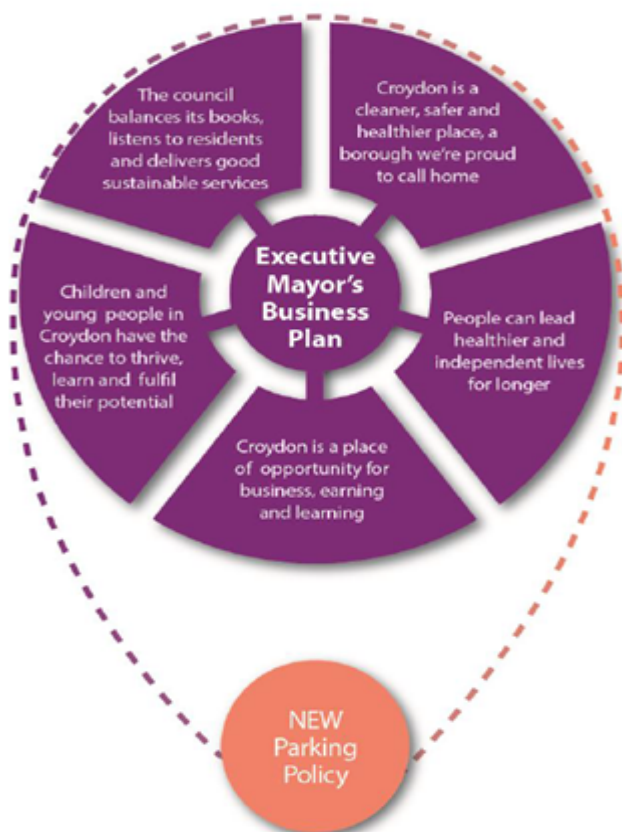 The council
balances its books,
listens to residents
and delivers good
sustainable services
Croydon is a
cleaner, safer and
healthier place, a
borough we're proud
to call home
Executive
Mayor's
Business
Plan
Children and
young people in
Croydon have the
chance to thrive,
learn and fulfil
their potential
People can lead
healthier and
independent lives
for longer
Croydon is a place
of opportunity for
business, earning
and learning
NEW
Parking
Policy